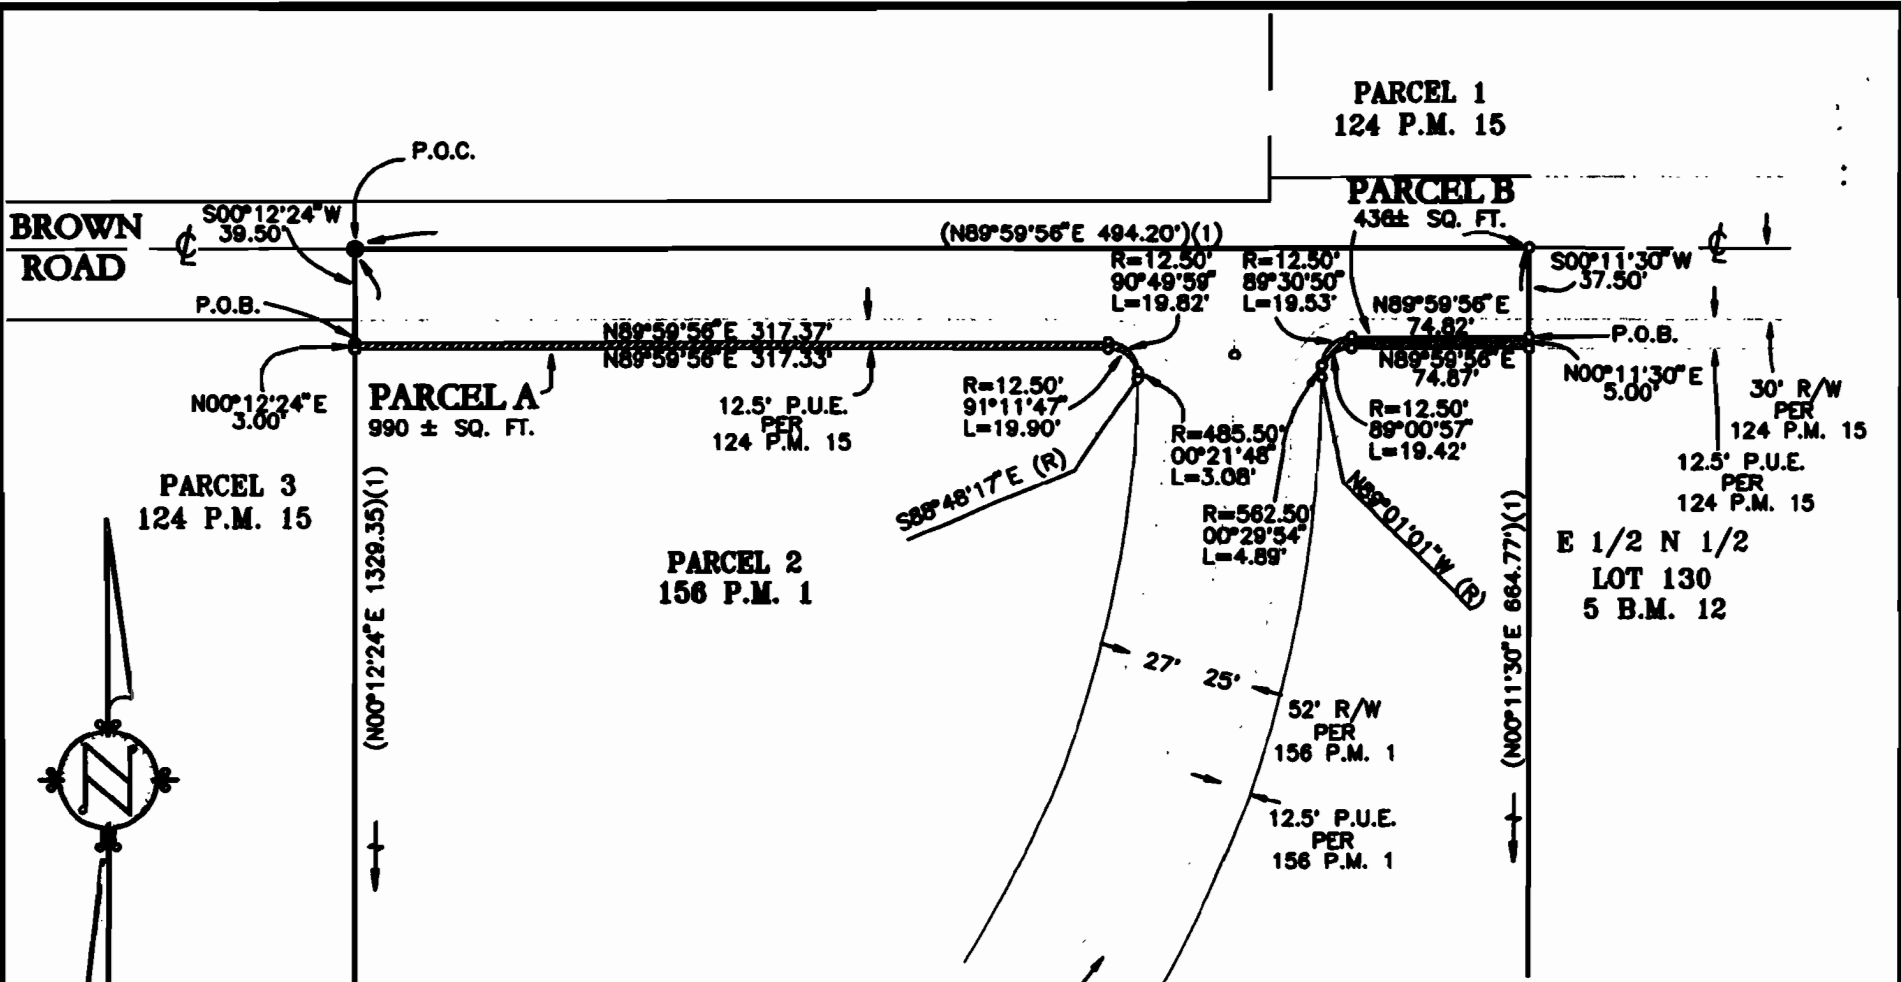 PARCEL 1
124 P.M. 15
P.O.C.
PARCEL B
436± SQ. FT.
BROWN
ROAD
S00°12'24"W
39.50'
℄
(N89°59'56"E 494.20')(1)
℄
R=12.50'
90°49'59"
L=19.82'
R=12.50'
89°30'50"
L=19.53'
S00°11'30"W
37.50'
P.O.B.
N89°59'56"E 317.37'
N89°59'56"E 317.33'
N89°59'56"E
74.82'
N89°59'56"E
74.87'
P.O.B.
N00°12'24"E
3.00'
PARCEL A
990 ± SQ. FT.
12.5' P.U.E.
PER
124 P.M. 15
R=12.50'
91°11'47"
L=19.90'
R=485.50'
00°21'48"
L=3.08'
R=12.50'
89°00'57"
L=19.42'
N00°11'30"E
5.00'
30' R/W
PER
124 P.M. 15
12.5' P.U.E.
PER
124 P.M. 15
PARCEL 3
124 P.M. 15
(N00°12'24"E 1329.35)(1)
S88°48'17"E (R)
R=562.50'
00°29'54"
L=4.89'
N89°01'01"W (R)
(N00°11'30"E 664.77')(1)
E 1/2 N 1/2
LOT 130
5 B.M. 12
PARCEL 2
156 P.M. 1
27' 25'
52' R/W
PER
156 P.M. 1
N
12.5' P.U.E.
PER
156 P.M. 1